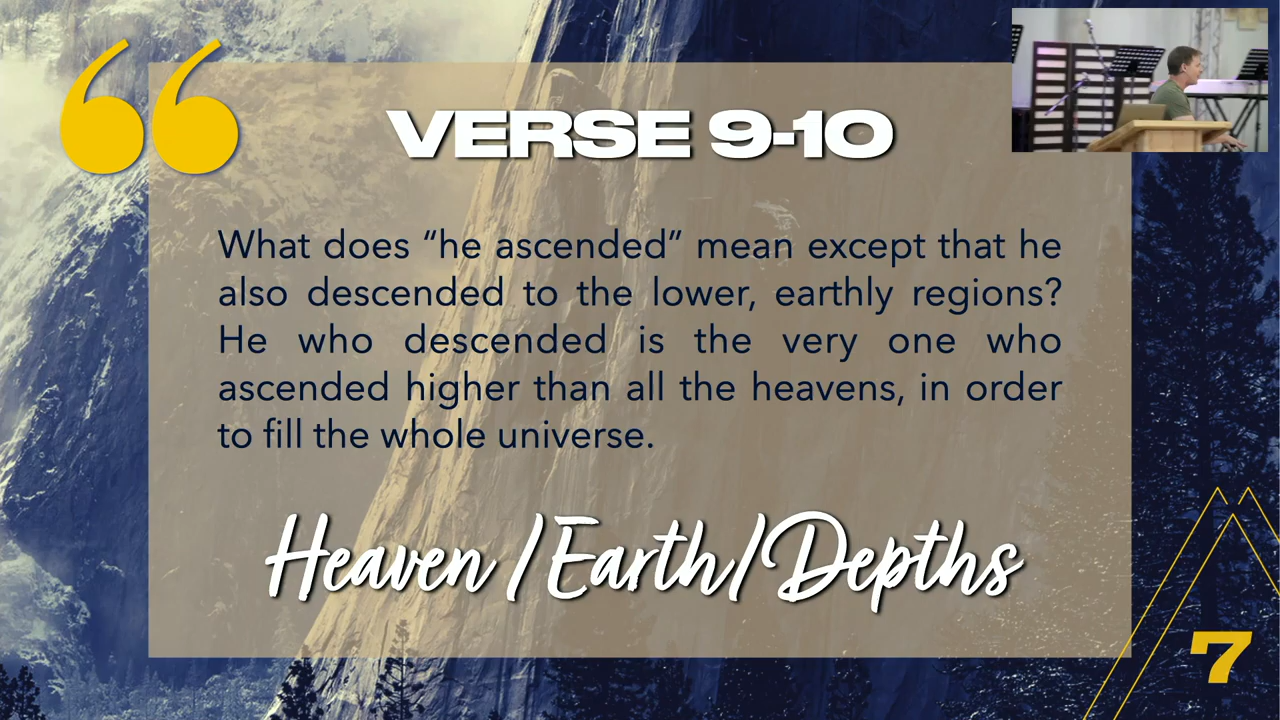 VERSE 9-10
What does “he ascended” mean except that he
also descended to the lower, earthly regions?
He who descended is the very one who
ascended higher than all the heavens, in order
to fill the whole universe.
Heaven /Earth/Depths
7